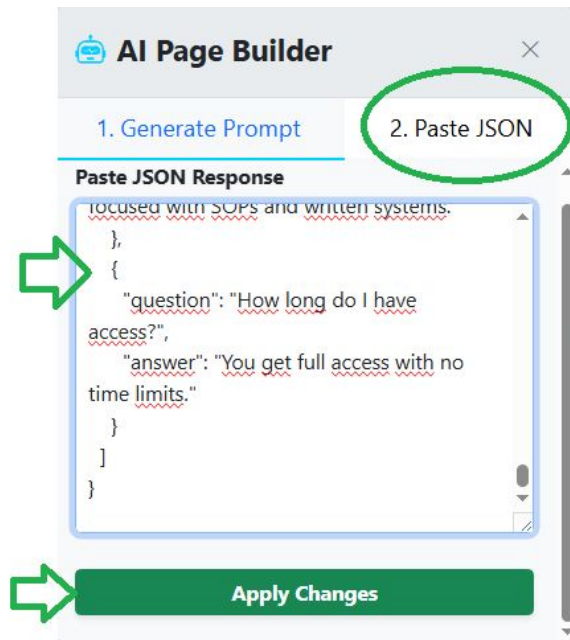 AI Page Builder
1. Generate Prompt
2. Paste JSON
Paste JSON Response
focused with SOPs and written systems.
},
{
"question": "How long do I have
access?",
"answer": "You get full access with no
time limits."
}
]
}
Apply Changes